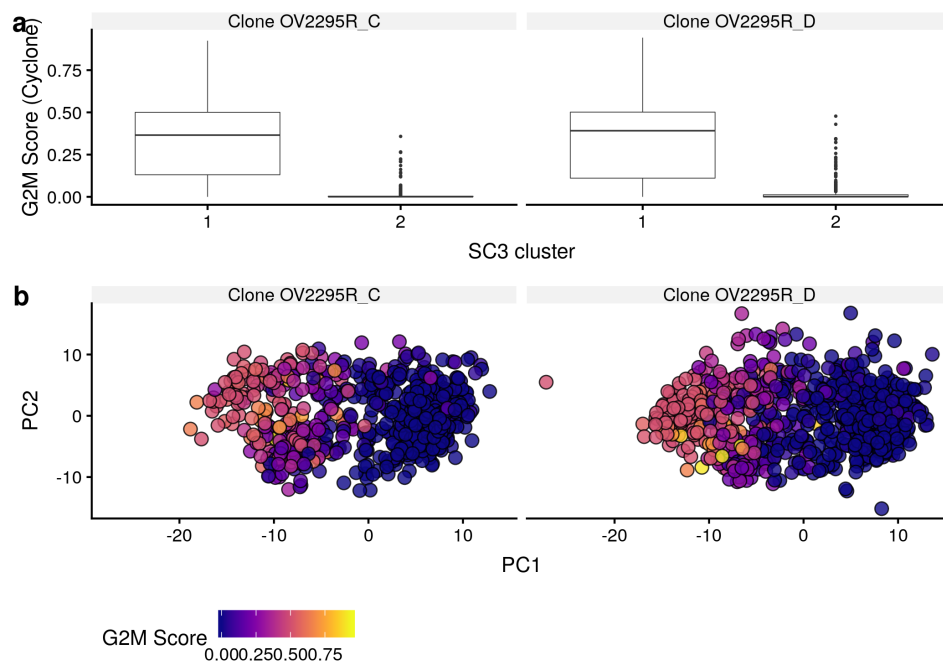 a
Clone OV2295R_C
Clone OV2295R_D
G2M Score (Cyclone)
0.75
0.50
0.25
0.00
1
2
1
2
SC3 cluster
b
Clone OV2295R_C
Clone OV2295R_D
PC2
10
0
-10
-20
-10
0
10
-20
-10
0
10
PC1
G2M Score
0.000.250.500.75